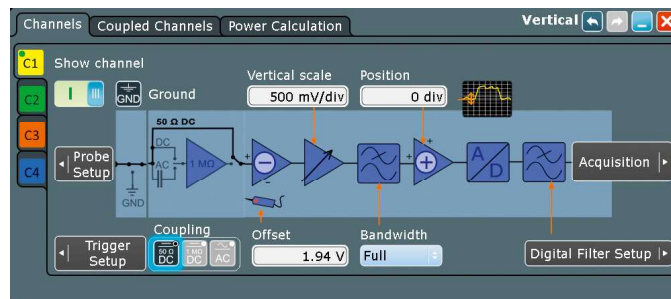 Channels Coupled Channels Power Calculation Vertical
C1 Show channel
C2
C3
C4
GND Ground
Vertical scale
500 mV/div
Position
0 div
50 Ω DC
DC
AC
1 MΩ
GND
Probe
Setup
A
D
Acquisition
Trigger
Setup
Coupling
50 Ω
DC
1 MΩ
DC
AC
Offset
1.94 V
Bandwidth
Full
Digital Filter Setup